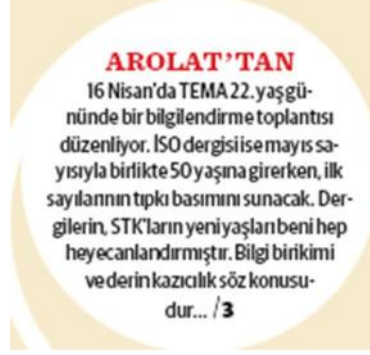 AROLAT'TAN
16 Nisan'da TEMA 22. yaş gü-
nünde bir bilgilendirme toplantısı
düzenliyor. İSO dergisi ise mayıs sa-
yısıyla birlikte 50 yaşına girerken, ilk
sayılarının tıpkı basımını sunacak. Der-
gilerin, STK'ların yeni yaşları beni hep
heyecanlandırmıştır. Bilgi birikimi
ve derin kazıcılık söz konusu-
dur... /3